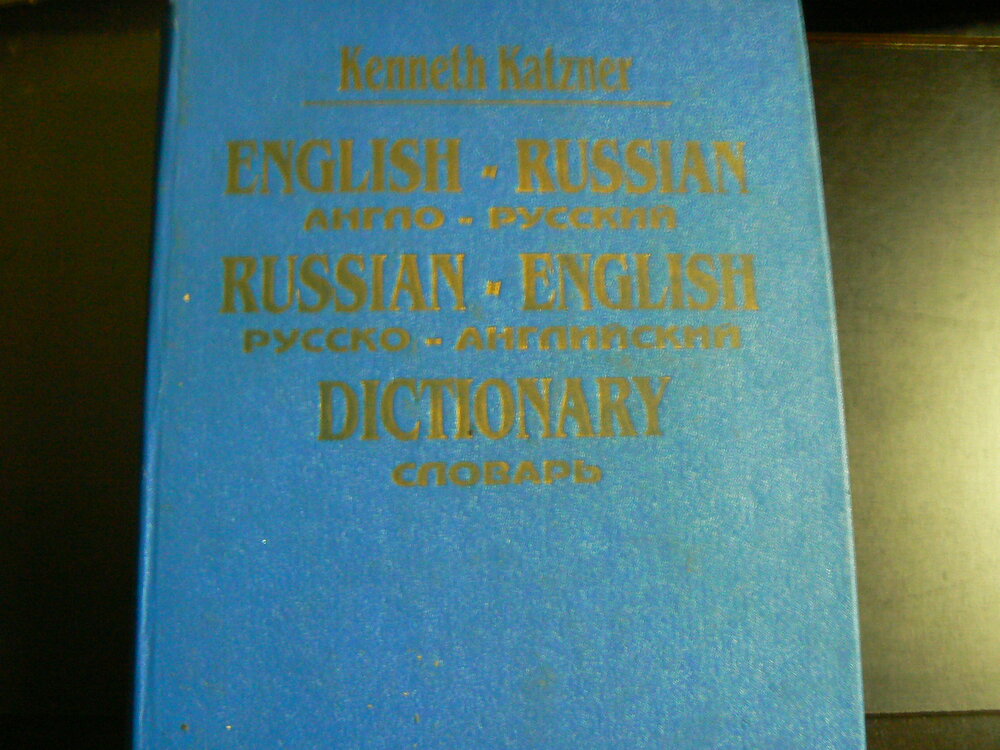 Kenneth Katzner
ENGLISH - RUSSIAN
АНГЛО - РУССКИЙ
RUSSIAN - ENGLISH
РУССКО - АНГЛИЙСКИЙ
DICTIONARY
СЛОВАРЬ